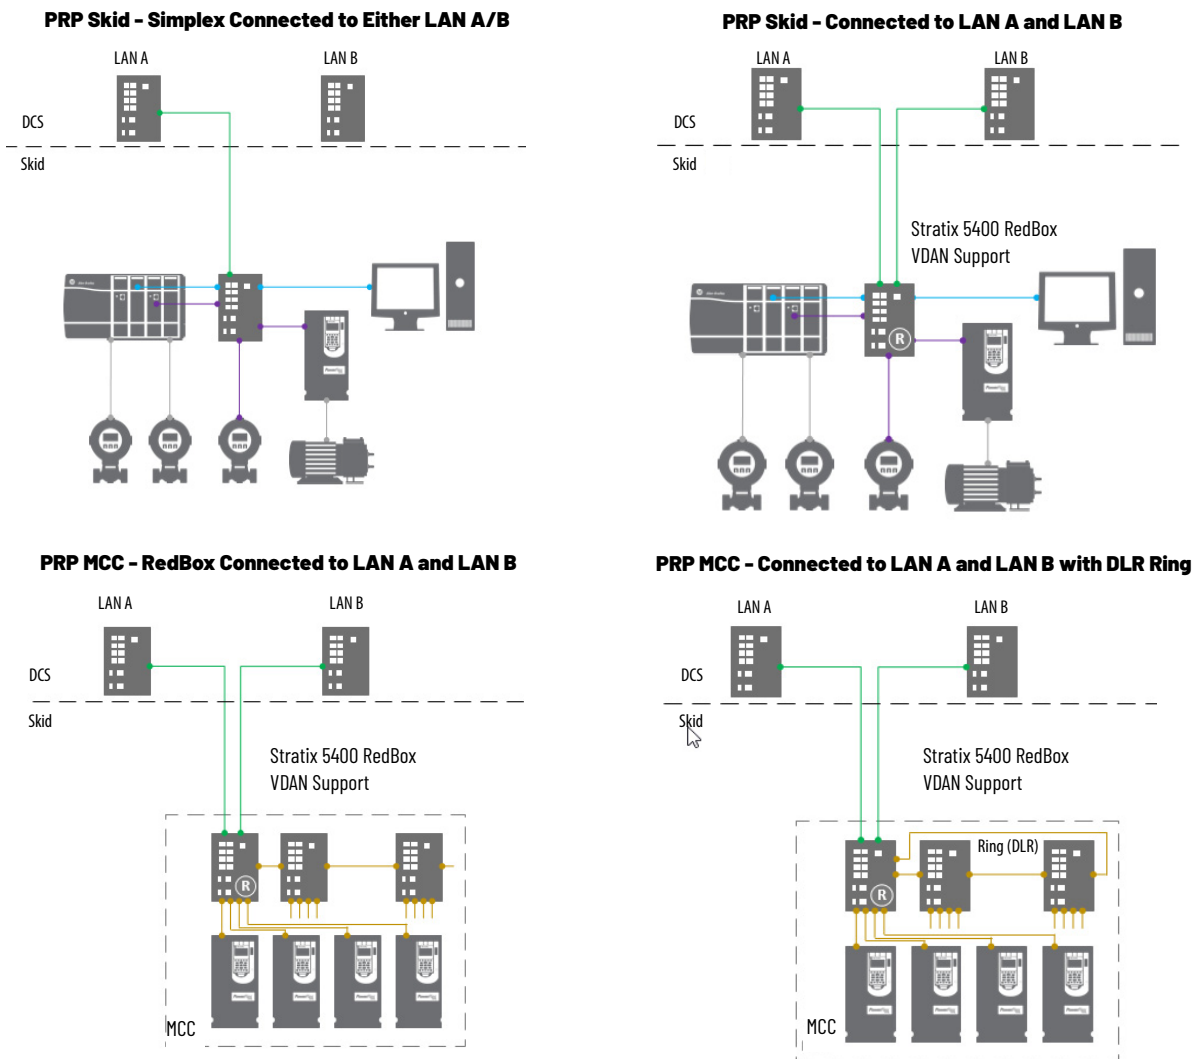 PRP Skid - Simplex Connected to Either LAN A/B
LAN A
LAN B
DCS
Skid
PRP Skid - Connected to LAN A and LAN B
LAN A
LAN B
DCS
Skid
Stratix 5400 RedBox
VDAN Support
R
PRP MCC - RedBox Connected to LAN A and LAN B
LAN A
LAN B
DCS
Skid
Stratix 5400 RedBox
VDAN Support
R
MCC
PRP MCC - Connected to LAN A and LAN B with DLR Ring
LAN A
LAN B
DCS
Skid
Stratix 5400 RedBox
VDAN Support
Ring (DLR)
R
MCC